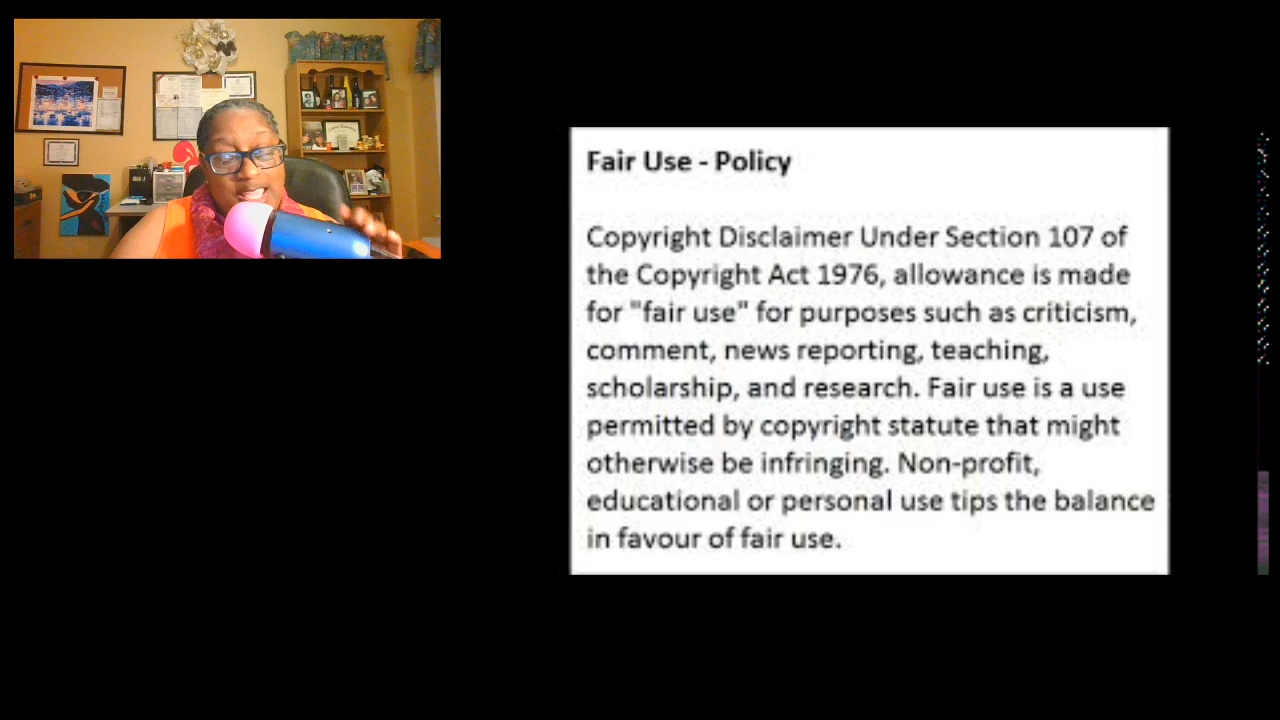 Fair Use - Policy
Copyright Disclaimer Under Section 107 of
the Copyright Act 1976, allowance is made
for "fair use" for purposes such as criticism,
comment, news reporting, teaching,
scholarship, and research. Fair use is a use
permitted by copyright statute that might
otherwise be infringing. Non-profit,
educational or personal use tips the balance
in favour of fair use.